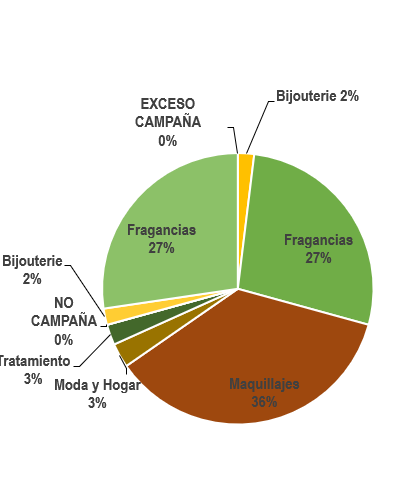 EXCESO
CAMPAÑA
0%
Bijouterie 2%
Fragancias
27%
Fragancias
27%
Bijouterie
2%
NO
CAMPAÑA
0%
Tratamiento
3%
Moda y Hogar
3%
Maquillajes
36%